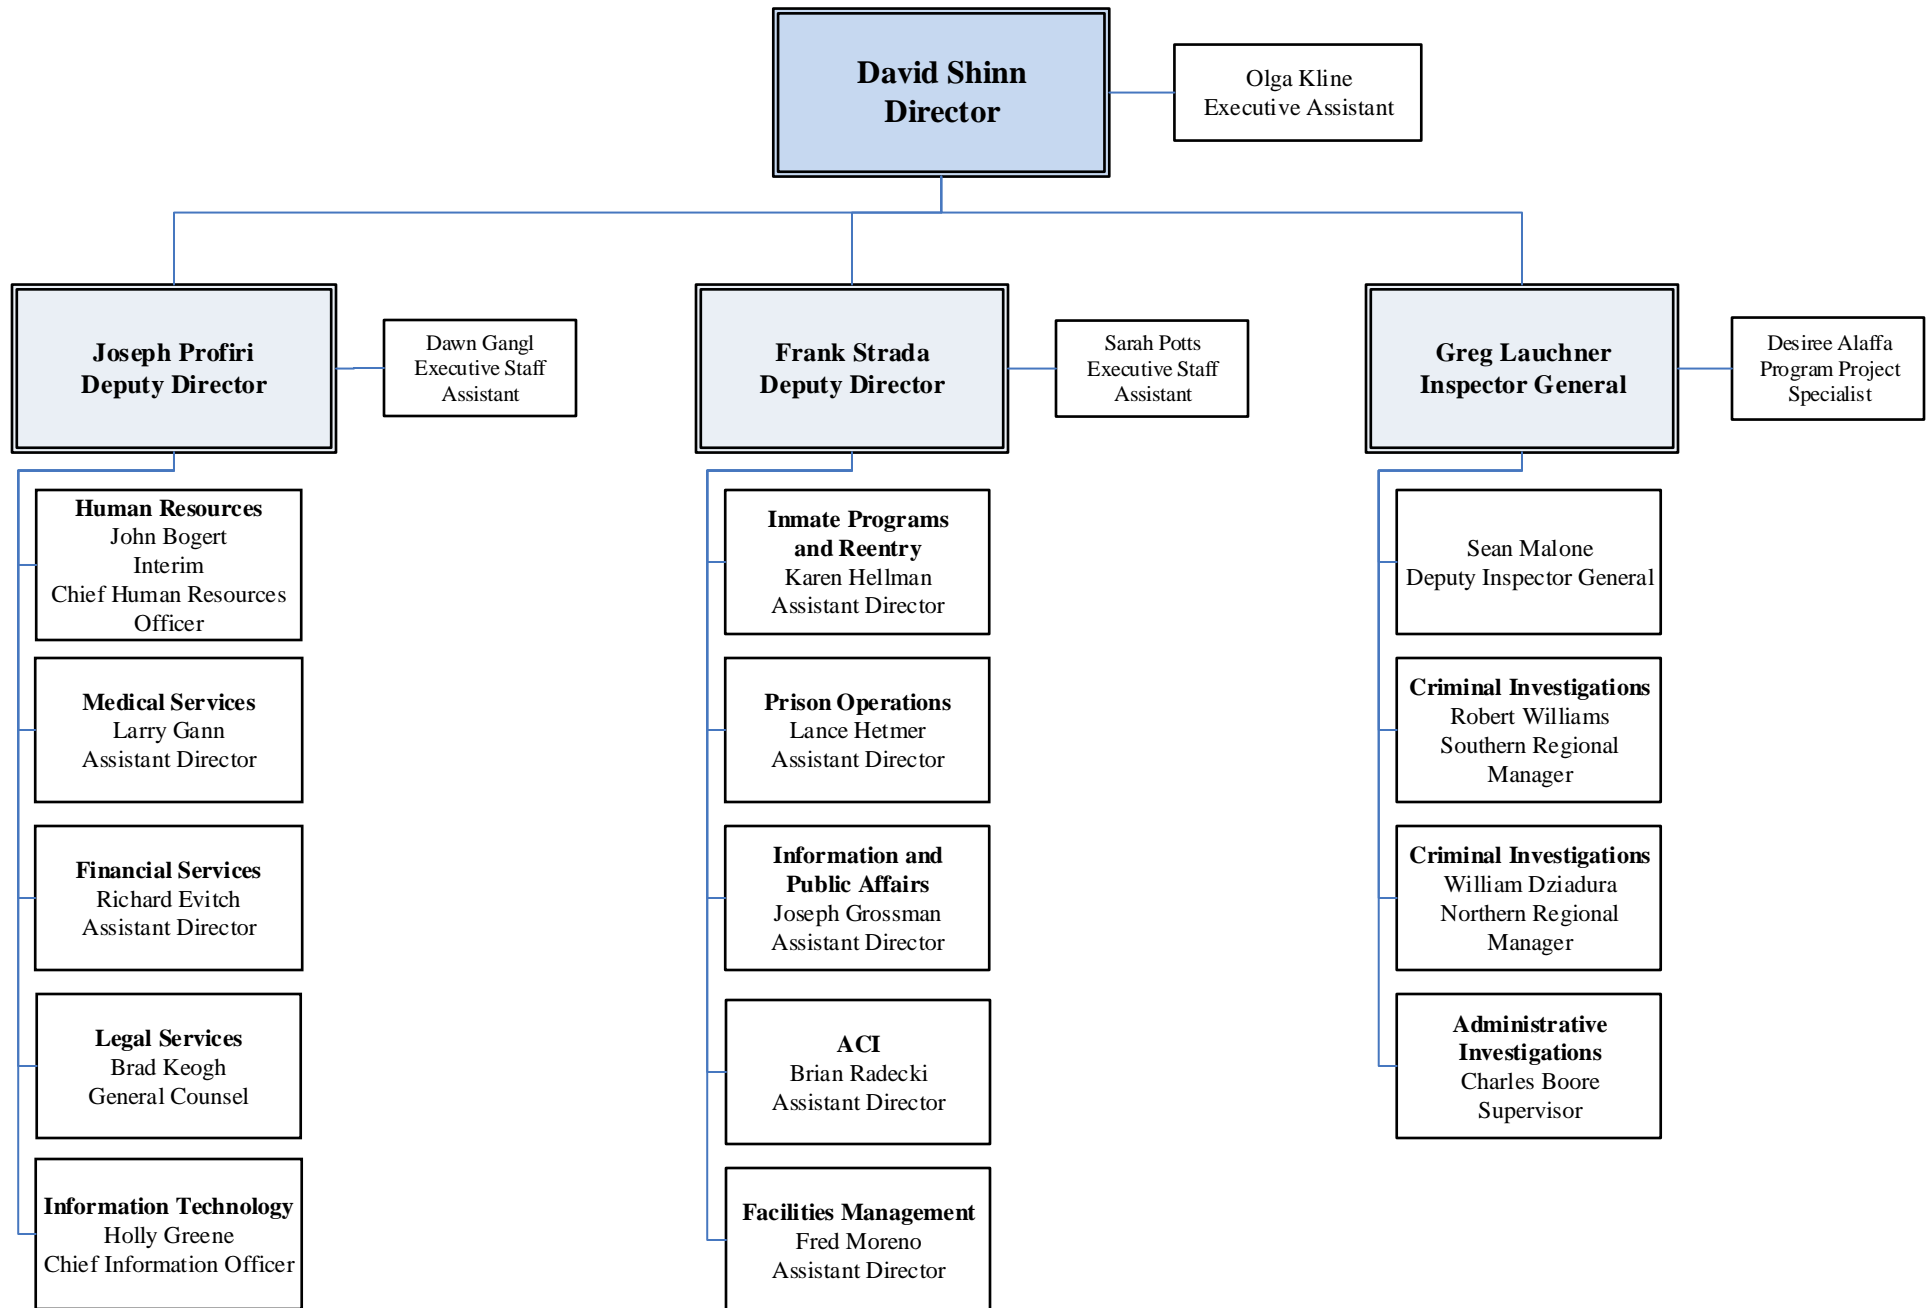 David Shinn
Director
Olga Kline
Executive Assistant
Joseph Profiri
Deputy Director
Dawn Gangl
Executive Staff
Assistant
Frank Strada
Deputy Director
Sarah Potts
Executive Staff
Assistant
Greg Lauchner
Inspector General
Desiree Alaffa
Program Project
Specialist
Human Resources
John Bogert
Interim
Chief Human Resources
Officer
Medical Services
Larry Gann
Assistant Director
Financial Services
Richard Evitch
Assistant Director
Legal Services
Brad Keogh
General Counsel
Information Technology
Holly Greene
Chief Information Officer
Inmate Programs
and Reentry
Karen Hellman
Assistant Director
Prison Operations
Lance Hetmer
Assistant Director
Information and
Public Affairs
Joseph Grossman
Assistant Director
ACI
Brian Radecki
Assistant Director
Facilities Management
Fred Moreno
Assistant Director
Sean Malone
Deputy Inspector General
Criminal Investigations
Robert Williams
Southern Regional
Manager
Criminal Investigations
William Dziadura
Northern Regional
Manager
Administrative
Investigations
Charles Boore
Supervisor